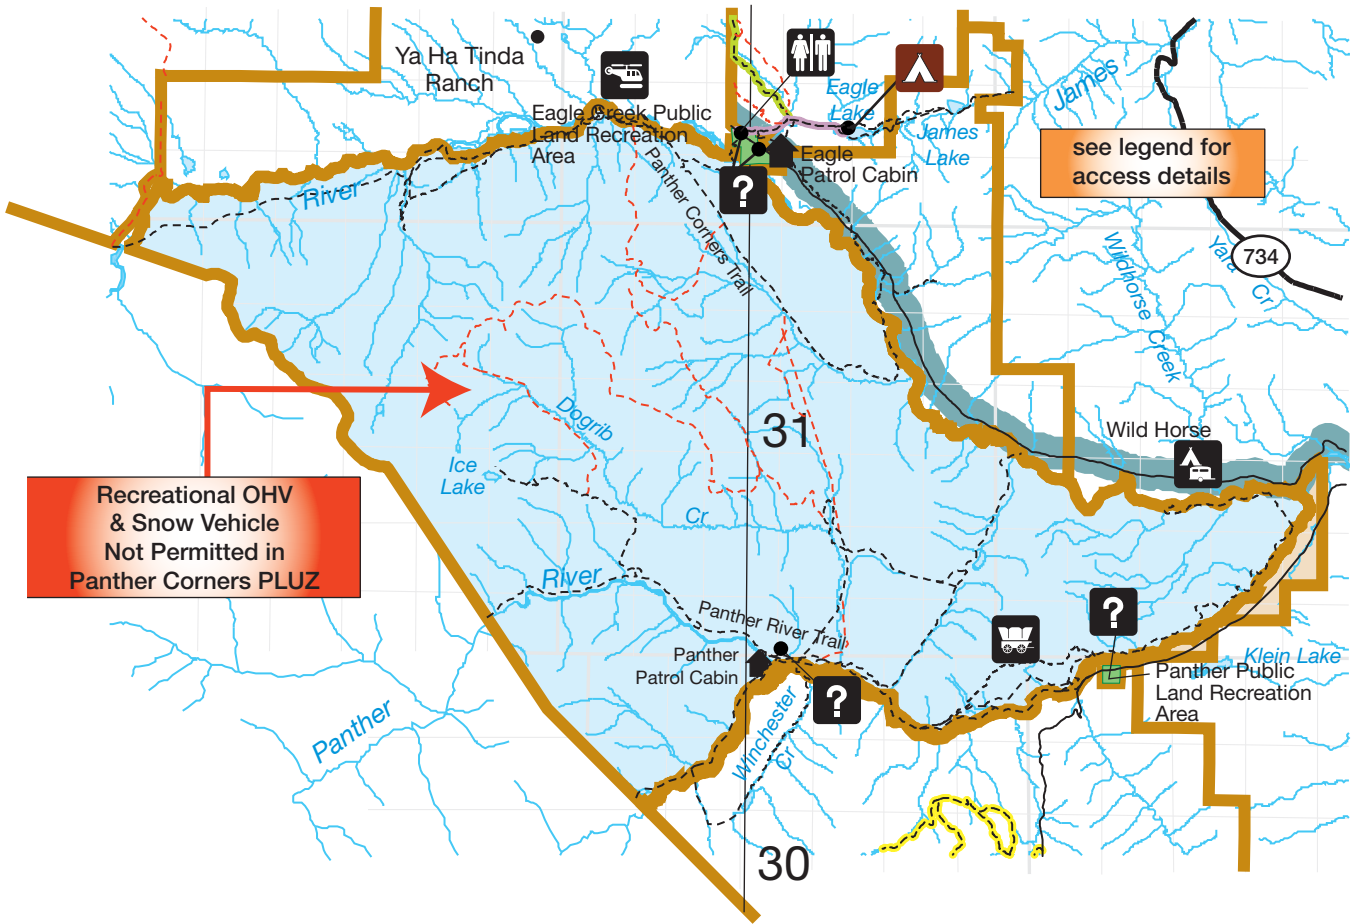 Ya Ha Tinda
Ranch
Eagle Creek Public
Land Recreation
Area
Eagle
Lake
James
James
Lake
see legend for
access details
Eagle
Patrol Cabin
?
River
Panther Corners Trail
Wildhorse Creek
Yara Cr
734
31
Dogrib
Cr
Ice
Lake
Wild Horse
Recreational OHV
& Snow Vehicle
Not Permitted in
Panther Corners PLUZ
River
Panther River Trail
Panther
Patrol Cabin
?
?
Klein Lake
Panther Public
Land Recreation
Area
Winchester
Cr
Panther
30